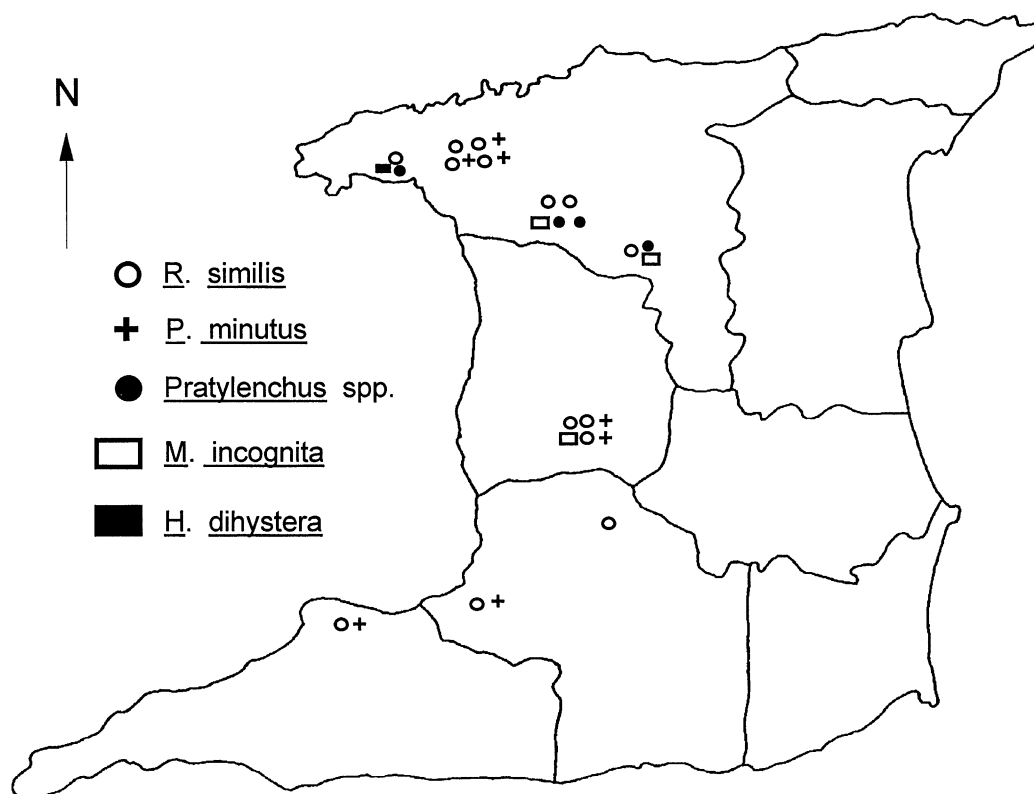 N
R. similis
P. minutus
Pratylenchus spp.
M. incognita
H. dihystera